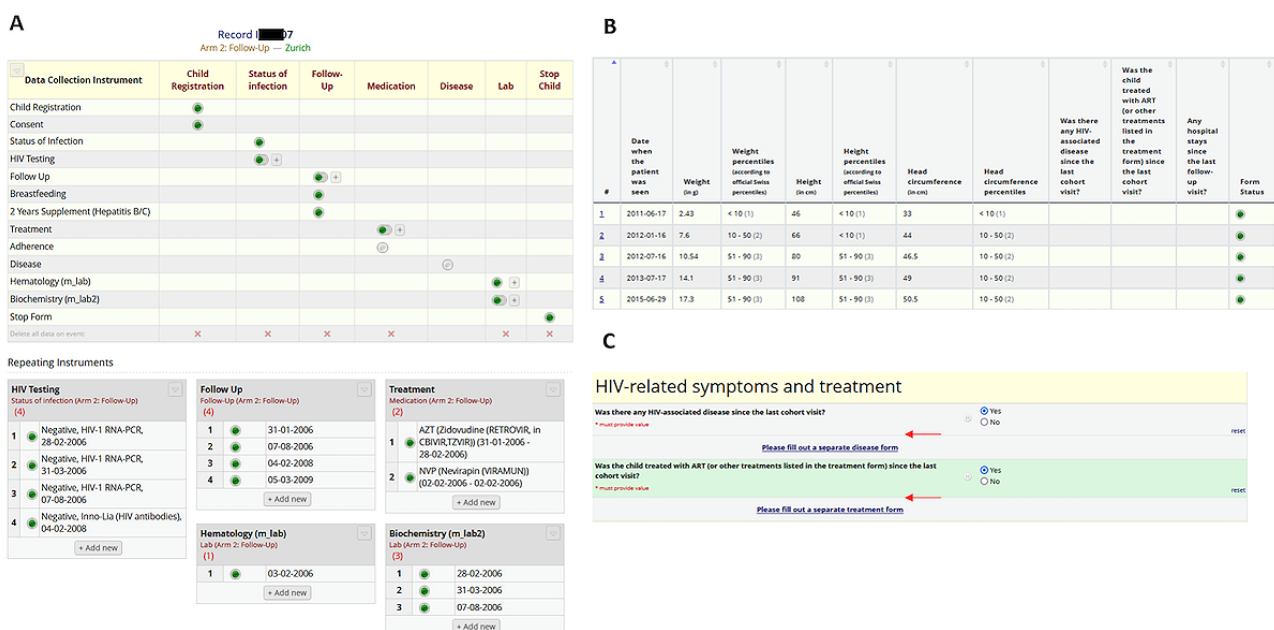 A
Record I 07
Arm 2: Follow-Up — Zurich
Data Collection Instrument
Child
Registration
Status of
infection
Follow-
Up
Medication
Disease
Lab
Stop
Child
Child Registration
Consent
Status of Infection
HIV Testing
+
Follow Up
+
Breastfeeding
2 Years Supplement (Hepatitis B/C)
Treatment
+
Adherence
Disease
Hematology (m_lab)
+
Biochemistry (m_lab2)
+
Stop Form
Delete all data on event:
Repeating Instruments
HIV Testing
Status of infection (Arm 2: Follow-Up)
(4)
1 Negative, HIV-1 RNA-PCR,
28-02-2006
2 Negative, HIV-1 RNA-PCR,
31-03-2006
3 Negative, HIV-1 RNA-PCR,
07-08-2006
4 Negative, Inno-Lia (HIV antibodies),
04-02-2008
+ Add new
Follow Up
Follow-Up (Arm 2: Follow-Up)
(4)
1 31-01-2006
2 07-08-2006
3 04-02-2008
4 05-03-2009
+ Add new
Treatment
Medication (Arm 2: Follow-Up)
(2)
1 AZT (Zidovudine (RETROVIR, in
CBIVIR,TZVIR)) (31-01-2006 -
28-02-2006)
2 NVP (Nevirapin (VIRAMUN))
(02-02-2006 - 02-02-2006)
+ Add new
Hematology (m_lab)
Lab (Arm 2: Follow-Up)
(1)
1 03-02-2006
+ Add new
Biochemistry (m_lab2)
Lab (Arm 2: Follow-Up)
(3)
1 28-02-2006
2 31-03-2006
3 07-08-2006
+ Add new
B
#
Date
when
the
patient
was
seen
Weight
(in g)
Weight
percentiles
(according to
official Swiss
percentiles)
Height
(in cm)
Height
percentiles
(according to
official Swiss
percentiles)
Head
circumference
(in cm)
Head
circumference
percentiles
Was there
any HIV-
associated
disease
since the
last
cohort
visit?
Was the
child
treated
with ART
(or other
treatments
listed in
the
treatment
form) since
the last
cohort
visit?
Any
hospital
stays
since
the last
follow-
up
visit?
Form
Status
1 2011-06-17 2.43 < 10 (1) 46 < 10 (1) 33 < 10 (1)
2 2012-01-16 7.6 10 - 50 (2) 66 < 10 (1) 44 10 - 50 (2)
3 2012-07-16 10.54 51 - 90 (3) 80 51 - 90 (3) 46.5 10 - 50 (2)
4 2013-07-17 14.1 51 - 90 (3) 91 51 - 90 (3) 49 10 - 50 (2)
5 2015-06-29 17.3 51 - 90 (3) 108 51 - 90 (3) 50.5 10 - 50 (2)
C
HIV-related symptoms and treatment
Was there any HIV-associated disease since the last cohort visit?
* must provide value
Yes
No
reset
Please fill out a separate disease form
Was the child treated with ART (or other treatments listed in the treatment form) since the last
cohort visit?
* must provide value
Yes
No
reset
Please fill out a separate treatment form